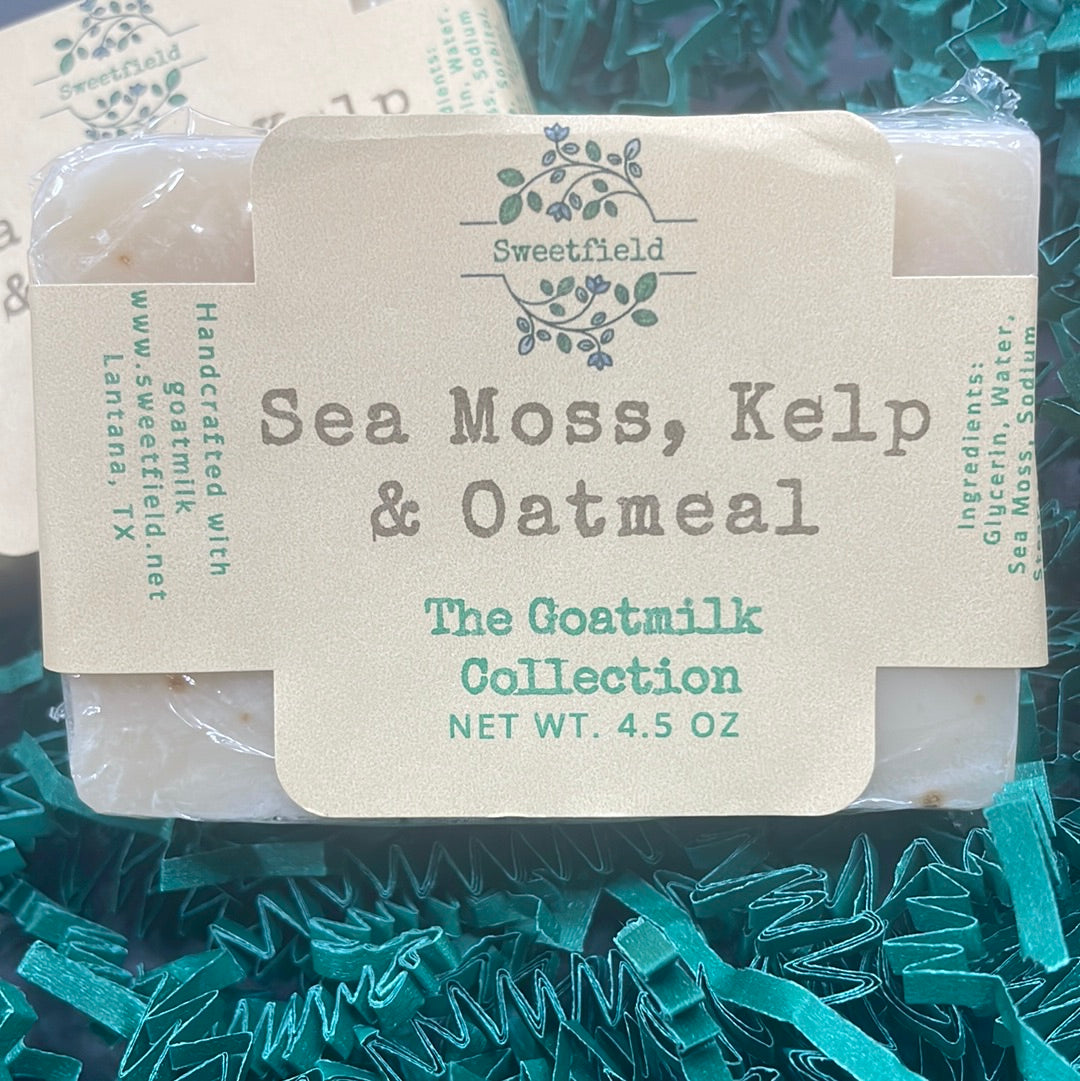 Sweetfield
Kelp
&
Sweetfield
Sea Moss, Kelp
& Oatmeal
The Goatmilk
Collection
NET WT. 4.5 OZ
Handcrafted with
goatmilk
www.sweetfield.net
Lantana, TX
Ingredients:
Glycerin, Water,
Sea Moss, Sodium